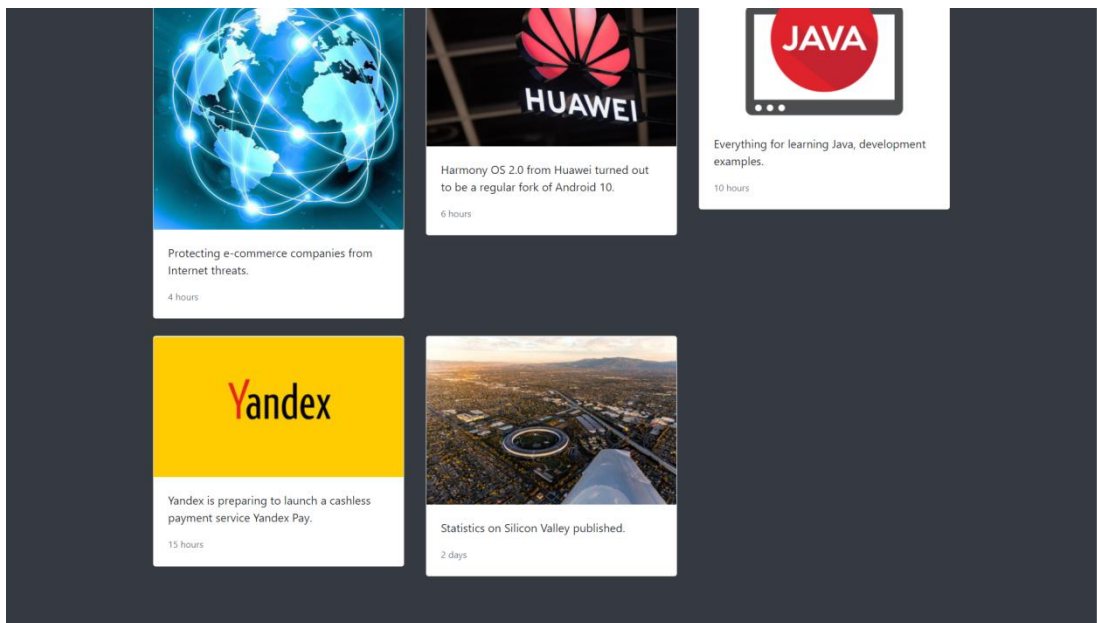 Protecting e-commerce companies from
Internet threats.
4 hours
HUAWEI
Harmony OS 2.0 from Huawei turned out
to be a regular fork of Android 10.
6 hours
JAVA
Everything for learning Java, development
examples.
10 hours
Yandex
Yandex is preparing to launch a cashless
payment service Yandex Pay.
15 hours
Statistics on Silicon Valley published.
2 days